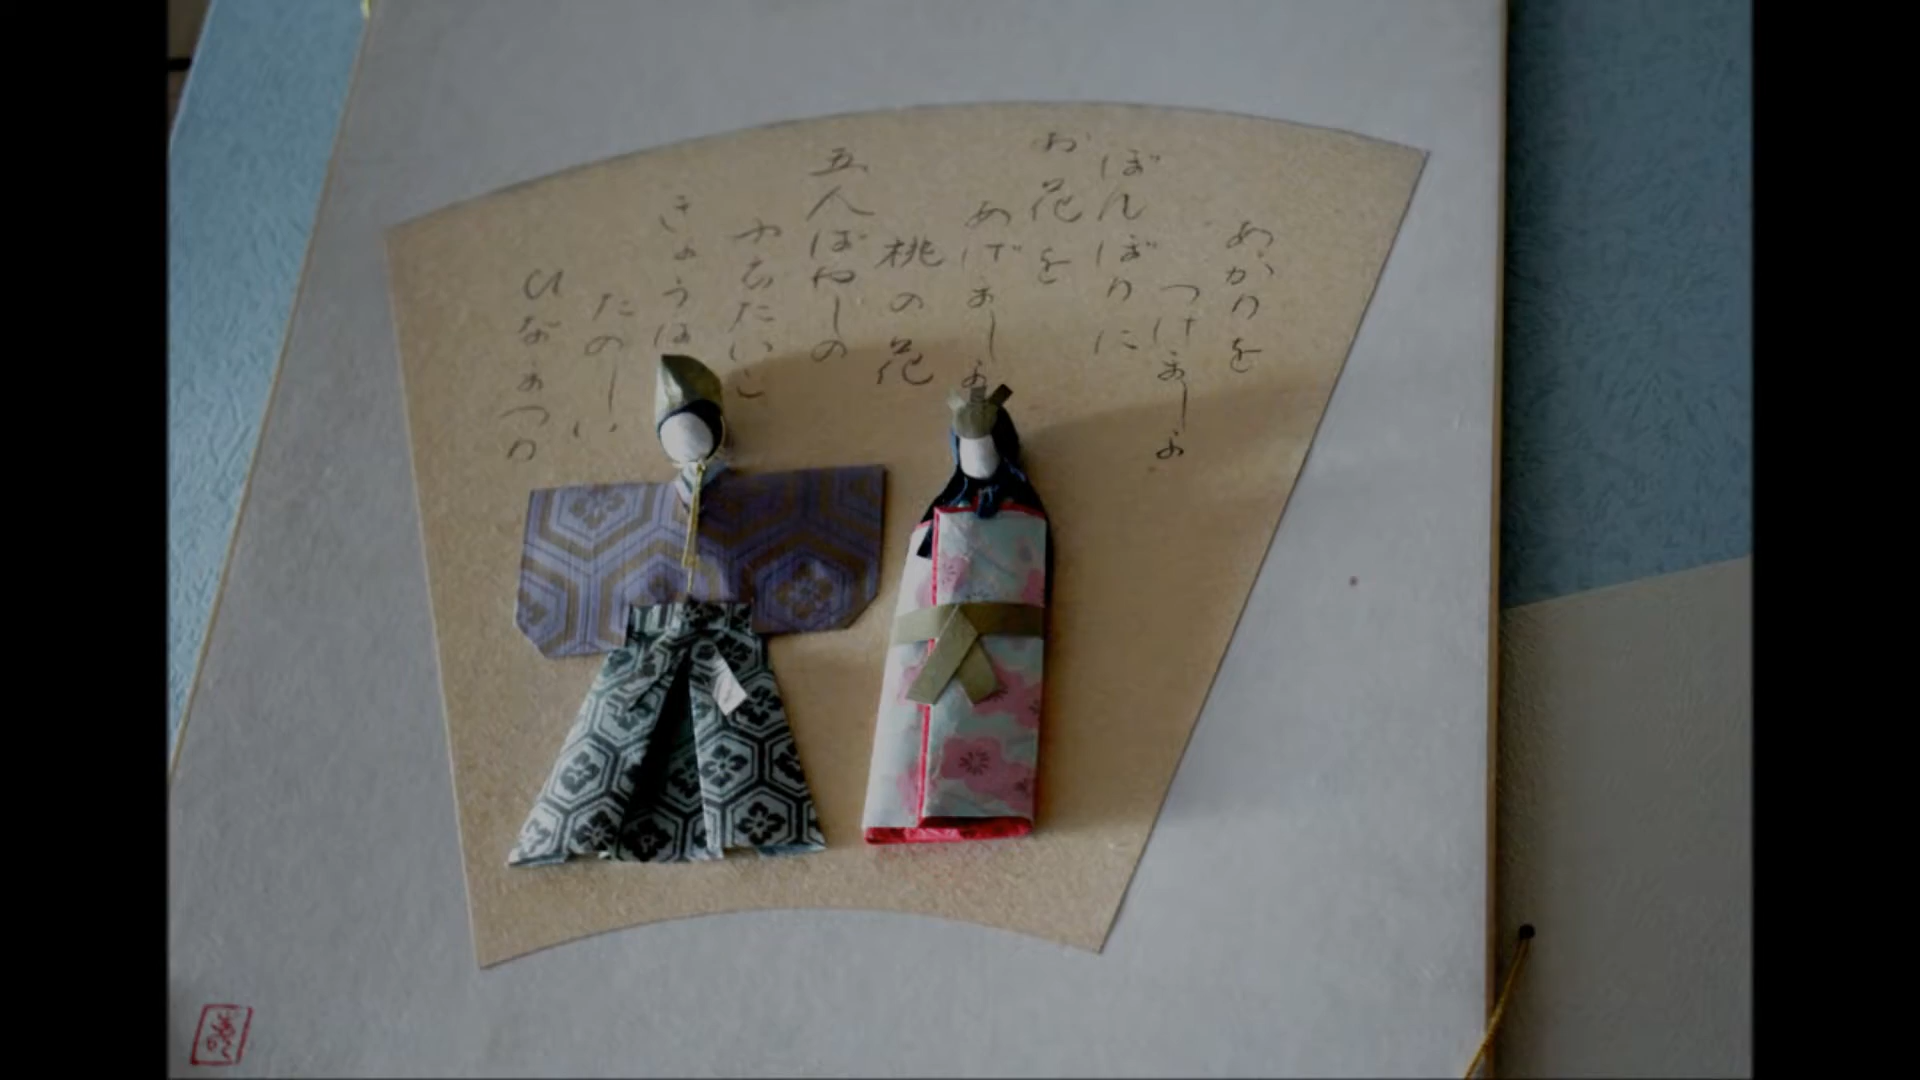 あかりを
つけましょ
ぼんぼりに
お花を
あげましょ
桃の花
五人ばやしの
ふえたいこ
きょうは
たのしい
ひなまつり